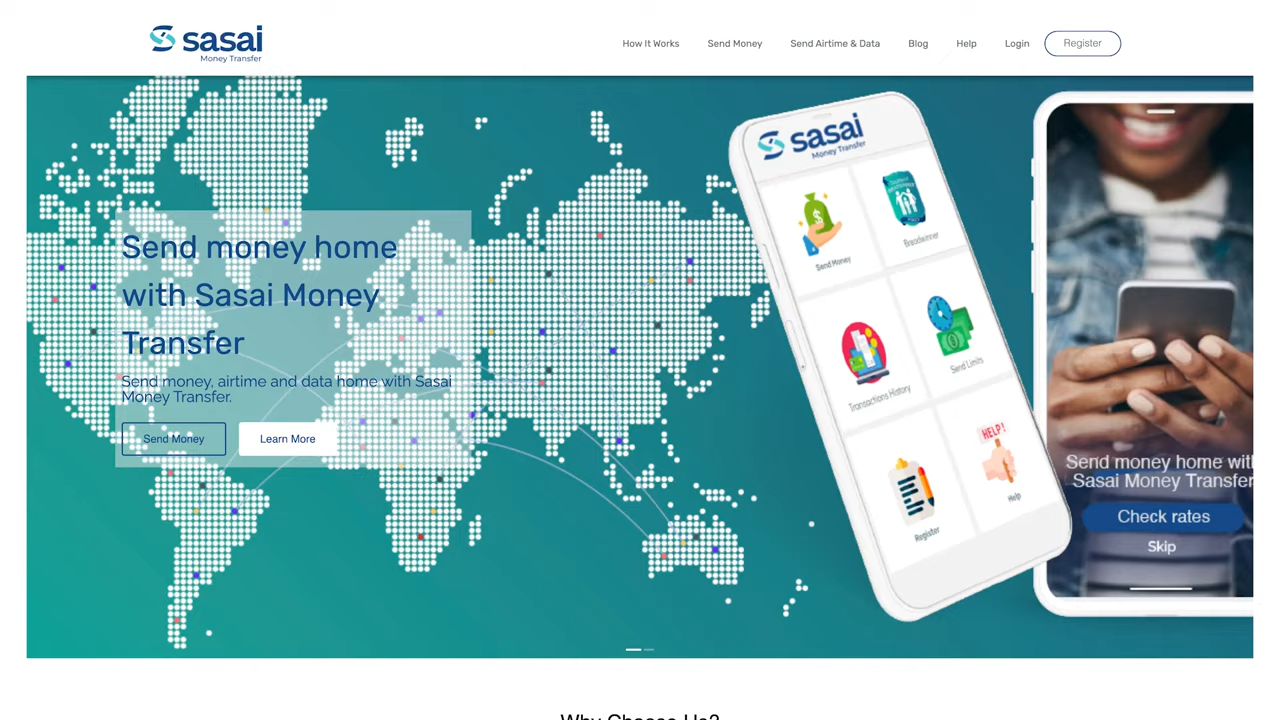 sasai
Money Transfer
How It Works
Send Money
Send Airtime & Data
Blog
Help
Login
Register
Send money home
with Sasai Money
Transfer
Send money, airtime and data home with Sasai
Money Transfer.
Send Money
Learn More
sasai
Money Transfer
Send Money
Breadwinner
Transactions History
Send Limits
HELP!
Register
Help
Send money home with
Sasai Money Transfer
Check rates
Skip
Why Choose Us?